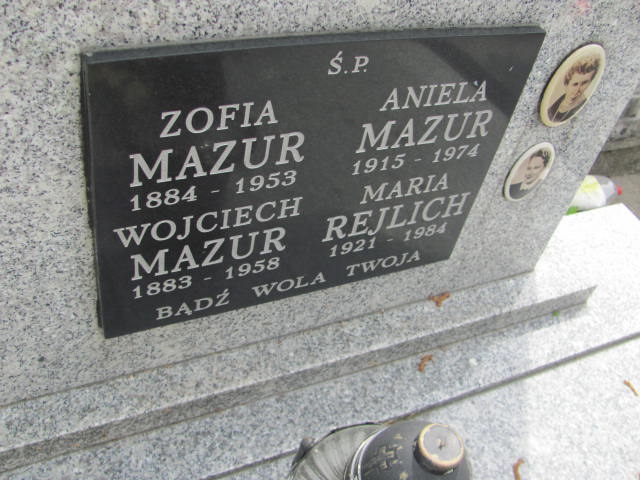 Ś.P.
ZOFIA
MAZUR
1884 - 1953
WOJCIECH
MAZUR
1883 - 1958
ANIELA
MAZUR
1915 - 1974
MARIA
REJLICH
1921 - 1984
BĄDŹ WOLA TWOJA